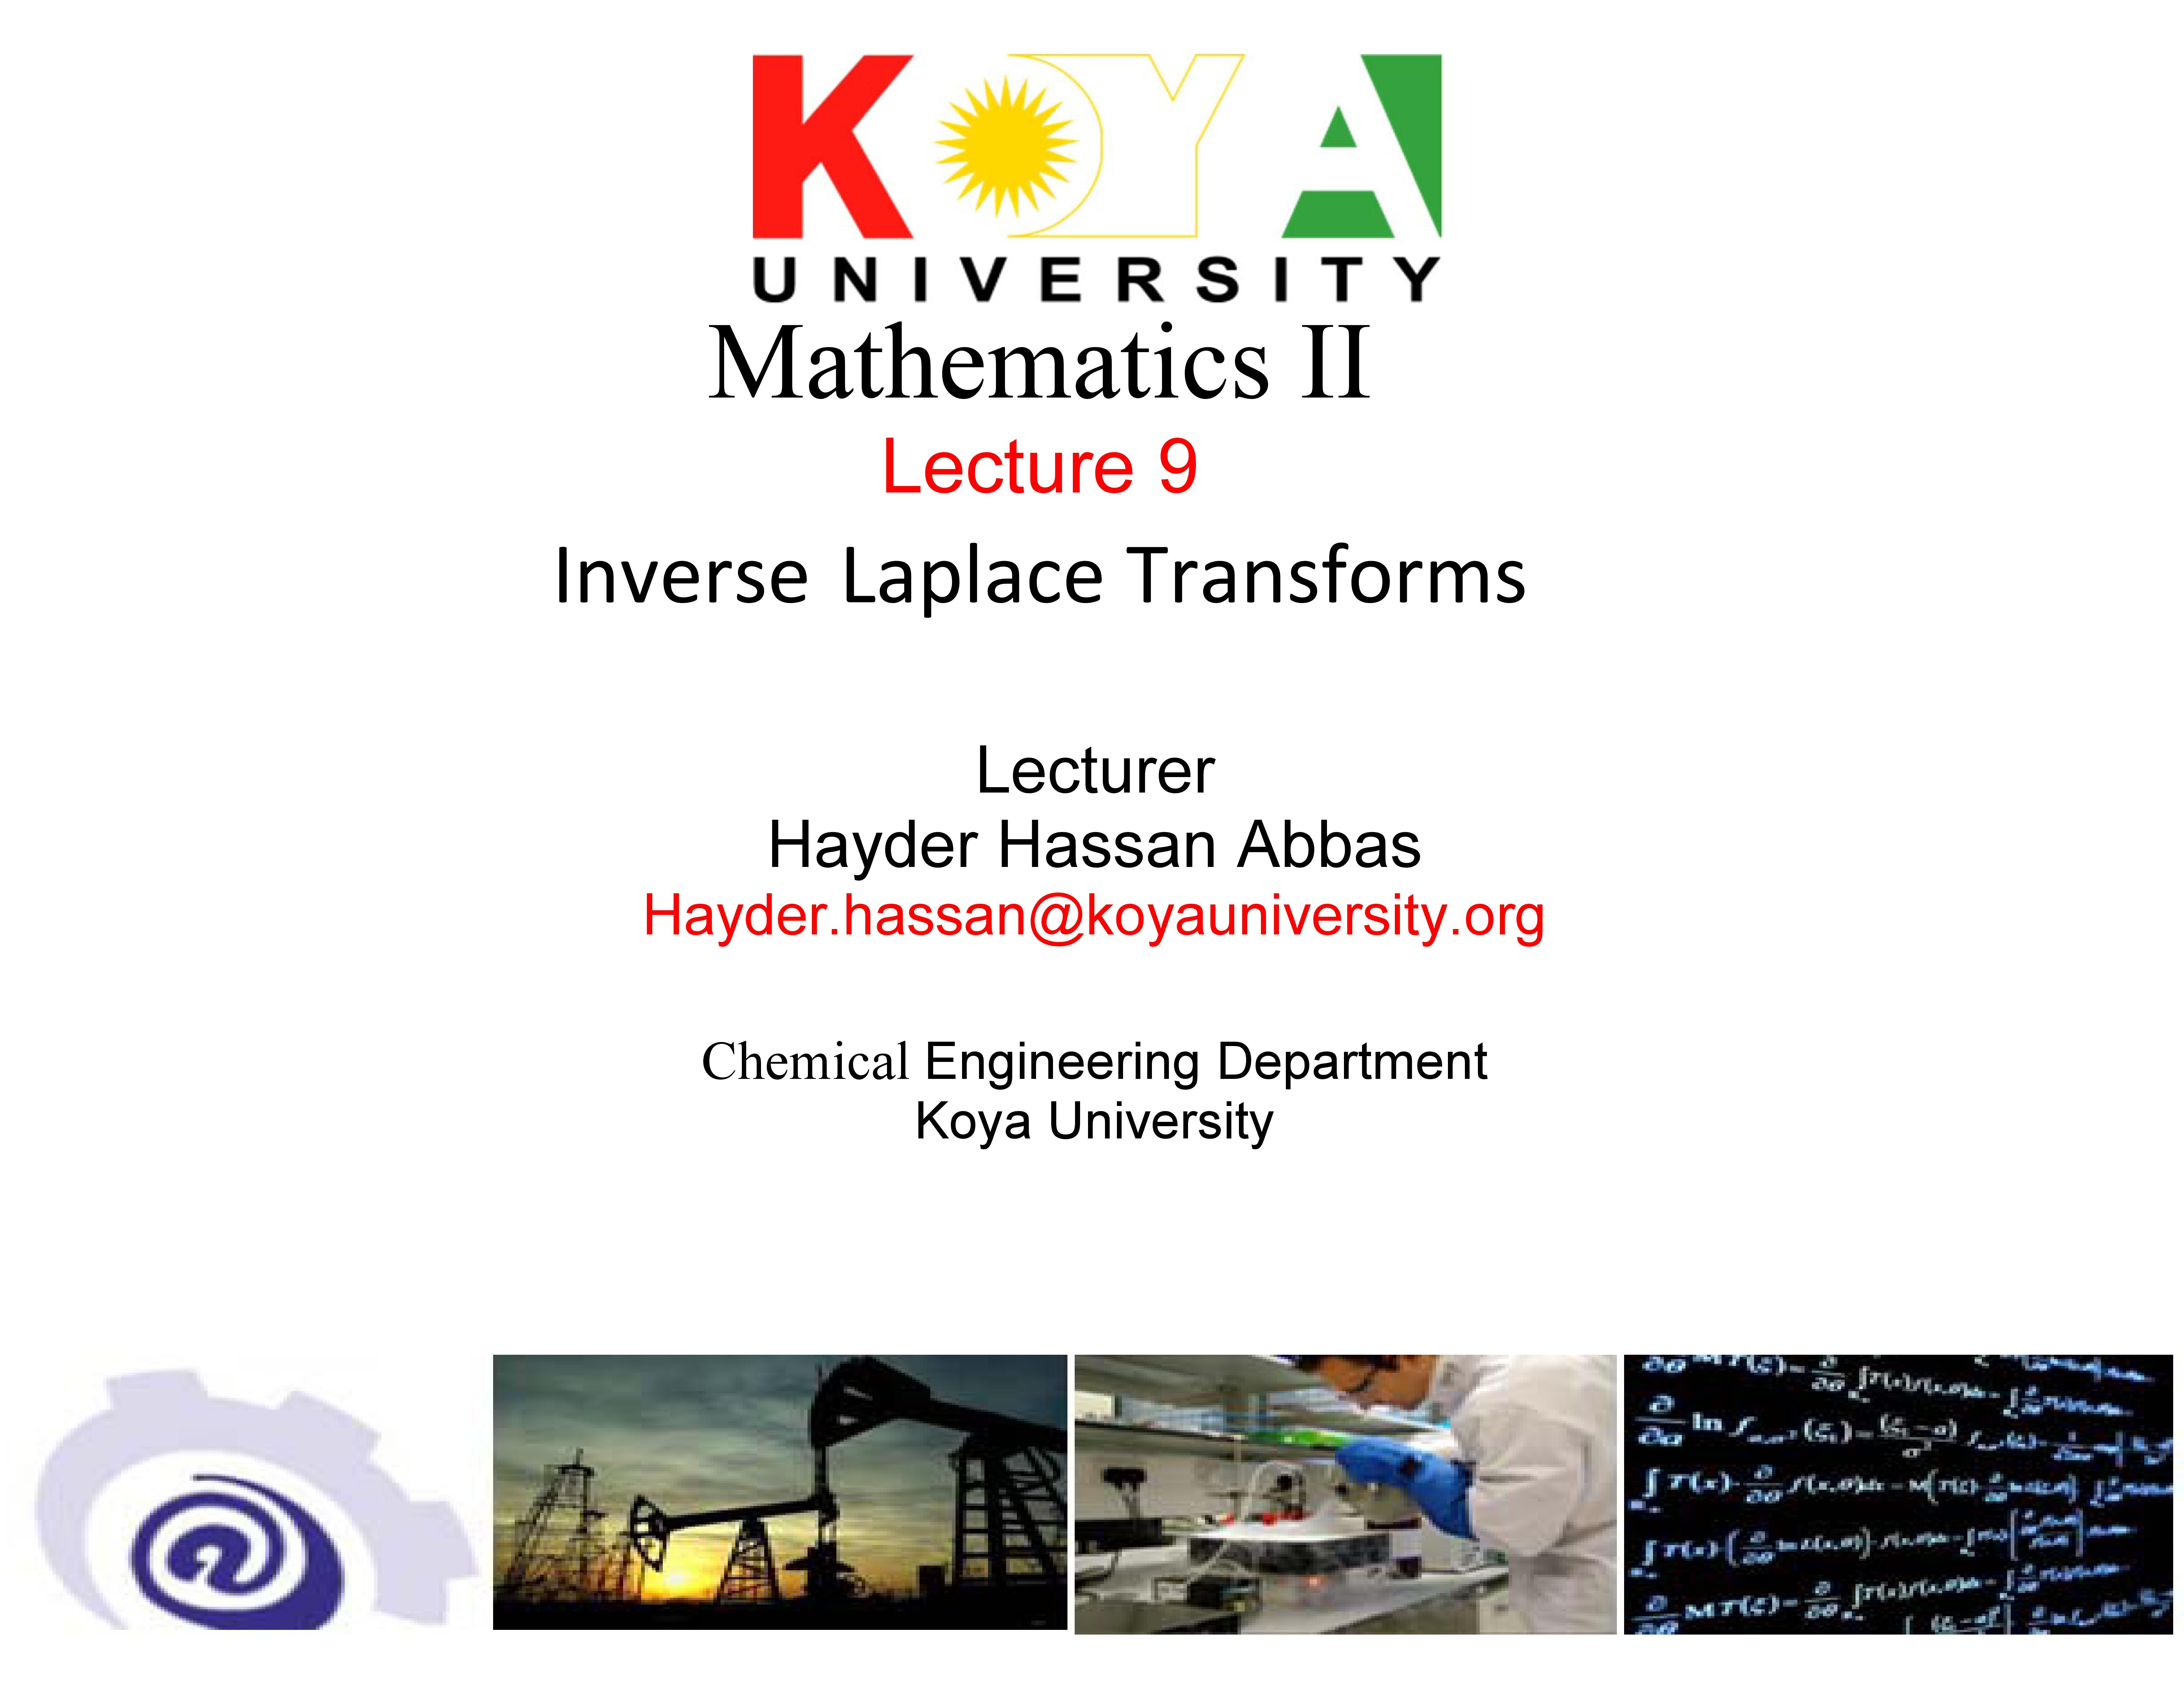 KOYA
UNIVERSITY
Mathematics II
Lecture 9
Inverse Laplace Transforms
Lecturer
Hayder Hassan Abbas
Hayder.hassan@koyauniversity.org
Chemical Engineering Department
Koya University